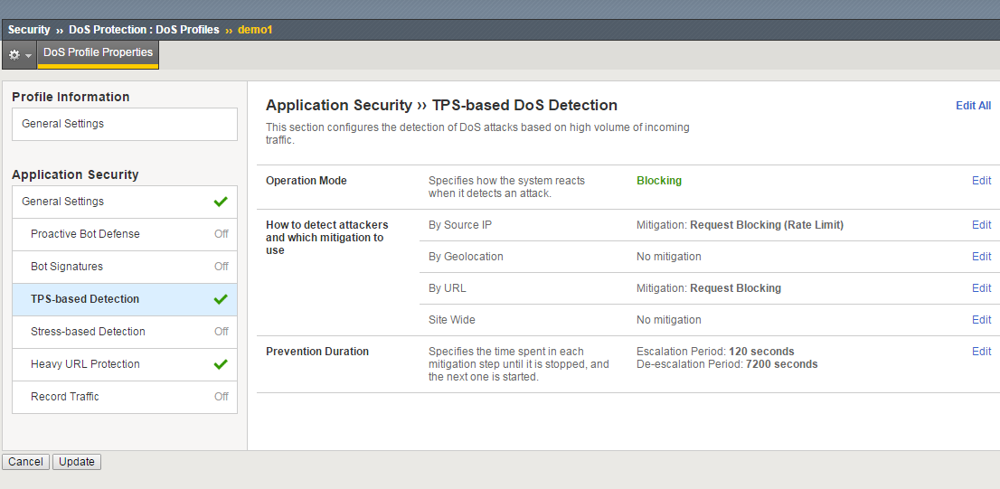 Security ›› DoS Protection : DoS Profiles ›› demo1
DoS Profile Properties
Profile Information
General Settings
Application Security
General Settings
Proactive Bot Defense Off
Bot Signatures Off
TPS-based Detection
Stress-based Detection Off
Heavy URL Protection
Record Traffic Off
Application Security ›› TPS-based DoS Detection
Edit All
This section configures the detection of DoS attacks based on high volume of incoming
traffic.
Operation Mode
Specifies how the system reacts
when it detects an attack.
Blocking
Edit
How to detect attackers
and which mitigation to
use
By Source IP
Mitigation: Request Blocking (Rate Limit)
Edit
By Geolocation
No mitigation
Edit
By URL
Mitigation: Request Blocking
Edit
Site Wide
No mitigation
Edit
Prevention Duration
Specifies the time spent in each
mitigation step until it is stopped, and
the next one is started.
Escalation Period: 120 seconds
De-escalation Period: 7200 seconds
Edit
Cancel
Update